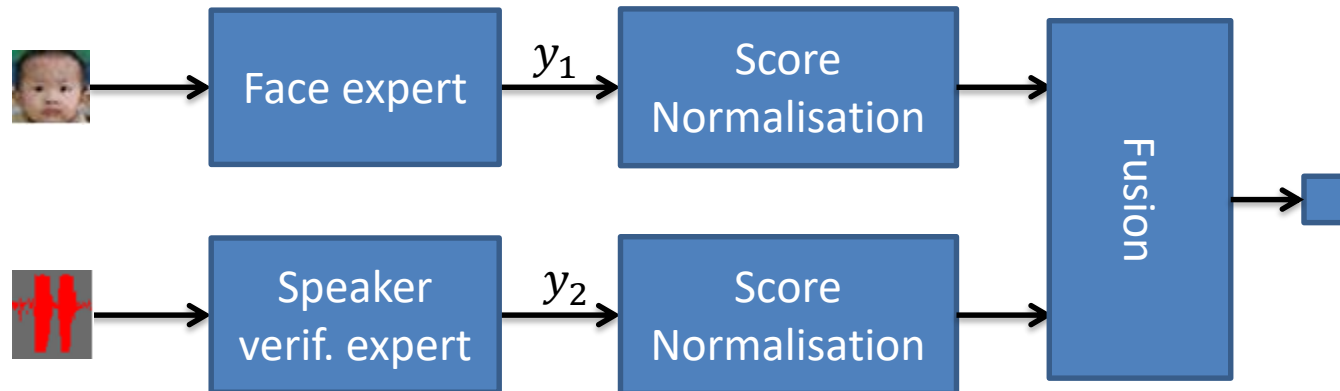 Face expert
y₁
Score
Normalisation
Fusion
Speaker
verif. expert
y₂
Score
Normalisation